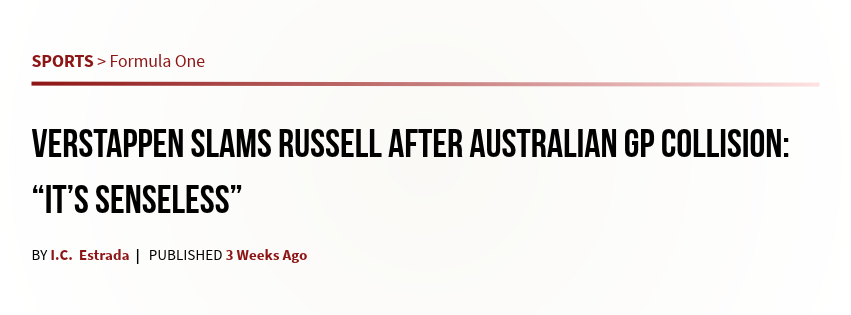 SPORTS > Formula One
VERSTAPPEN SLAMS RUSSELL AFTER AUSTRALIAN GP COLLISION:
“IT’S SENSELESS”
BY I.C. Estrada | PUBLISHED 3 Weeks Ago